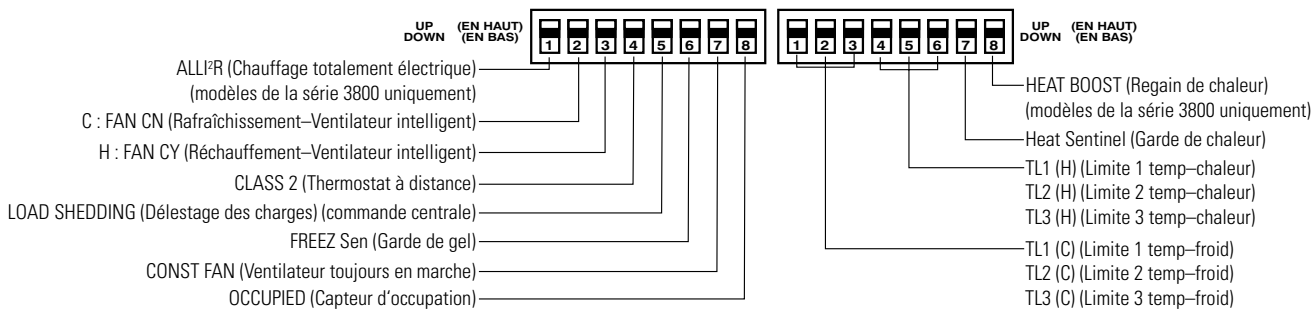 UP (EN HAUT)
DOWN (EN BAS)
1 2 3 4 5 6 7 8
1 2 3 4 5 6 7 8
UP (EN HAUT)
DOWN (EN BAS)
ALLI²R (Chauffage totalement électrique)
(modèles de la série 3800 uniquement)
C : FAN CN (Rafraîchissement–Ventilateur intelligent)
H : FAN CY (Réchauffement–Ventilateur intelligent)
CLASS 2 (Thermostat à distance)
LOAD SHEDDING (Délestage des charges) (commande centrale)
FREEZ Sen (Garde de gel)
CONST FAN (Ventilateur toujours en marche)
OCCUPIED (Capteur d'occupation)
HEAT BOOST (Regain de chaleur)
(modèles de la série 3800 uniquement)
Heat Sentinel (Garde de chaleur)
TL1 (H) (Limite 1 temp–chaleur)
TL2 (H) (Limite 2 temp–chaleur)
TL3 (H) (Limite 3 temp–chaleur)
TL1 (C) (Limite 1 temp–froid)
TL2 (C) (Limite 2 temp–froid)
TL3 (C) (Limite 3 temp–froid)